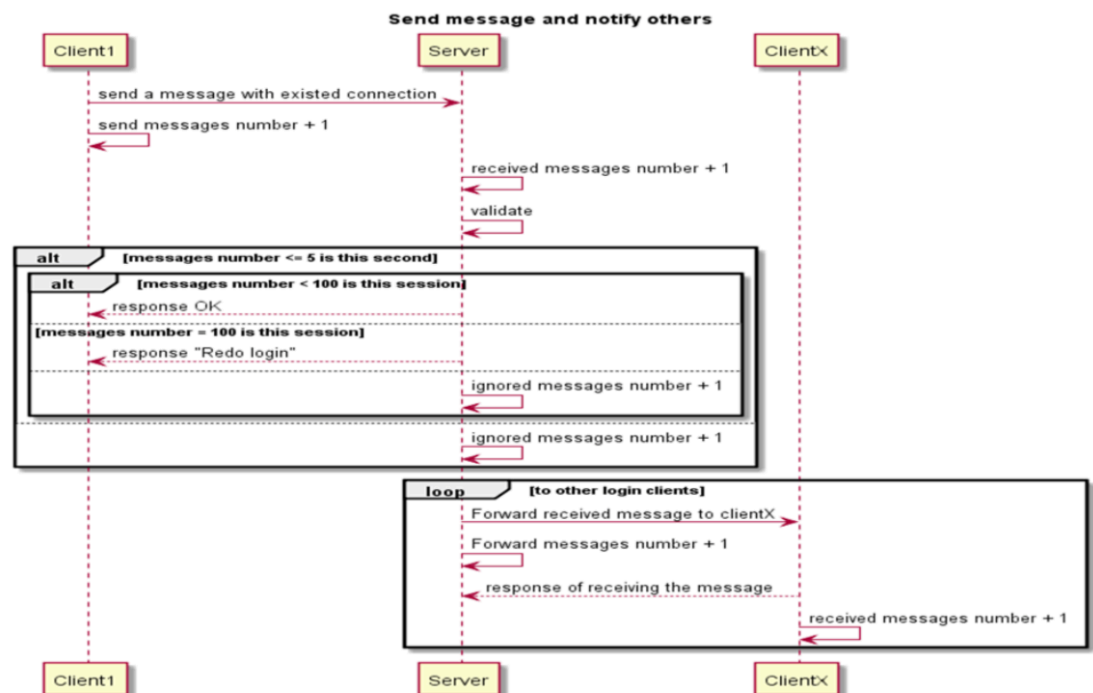 Send message and notify others
Client1
Server
ClientX
send a message with existed connection
send messages number + 1
received messages number + 1
validate
alt
[messages number <= 5 is this second]
alt
[messages number < 100 is this session]
response OK
[messages number = 100 is this session]
response "Redo login"
ignored messages number + 1
ignored messages number + 1
loop
[to other login clients]
Forward received message to clientX
Forward messages number + 1
response of receiving the message
received messages number + 1
Client1
Server
ClientX